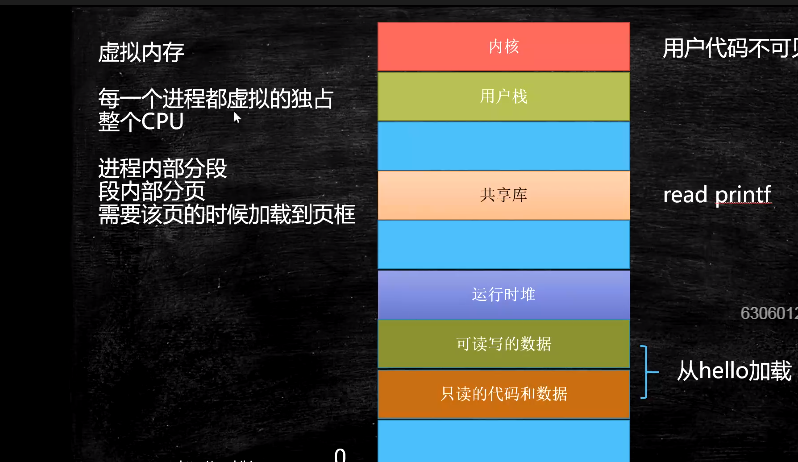 虚拟内存
每一个进程都虚拟的独占
整个CPU
进程内部分段
段内部分页
需要该页的时候加载到页框
内核
用户栈
共享库
运行时堆
可读写的数据
只读的代码和数据
用户代码不可见
read printf
6306012
从hello加载
0